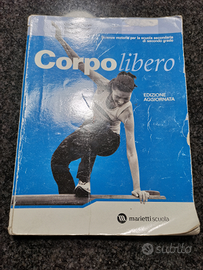 Scienze motorie per la scuola secondaria
di secondo grado
Corpo libero
EDIZIONE
AGGIORNATA
marietti scuola
subito